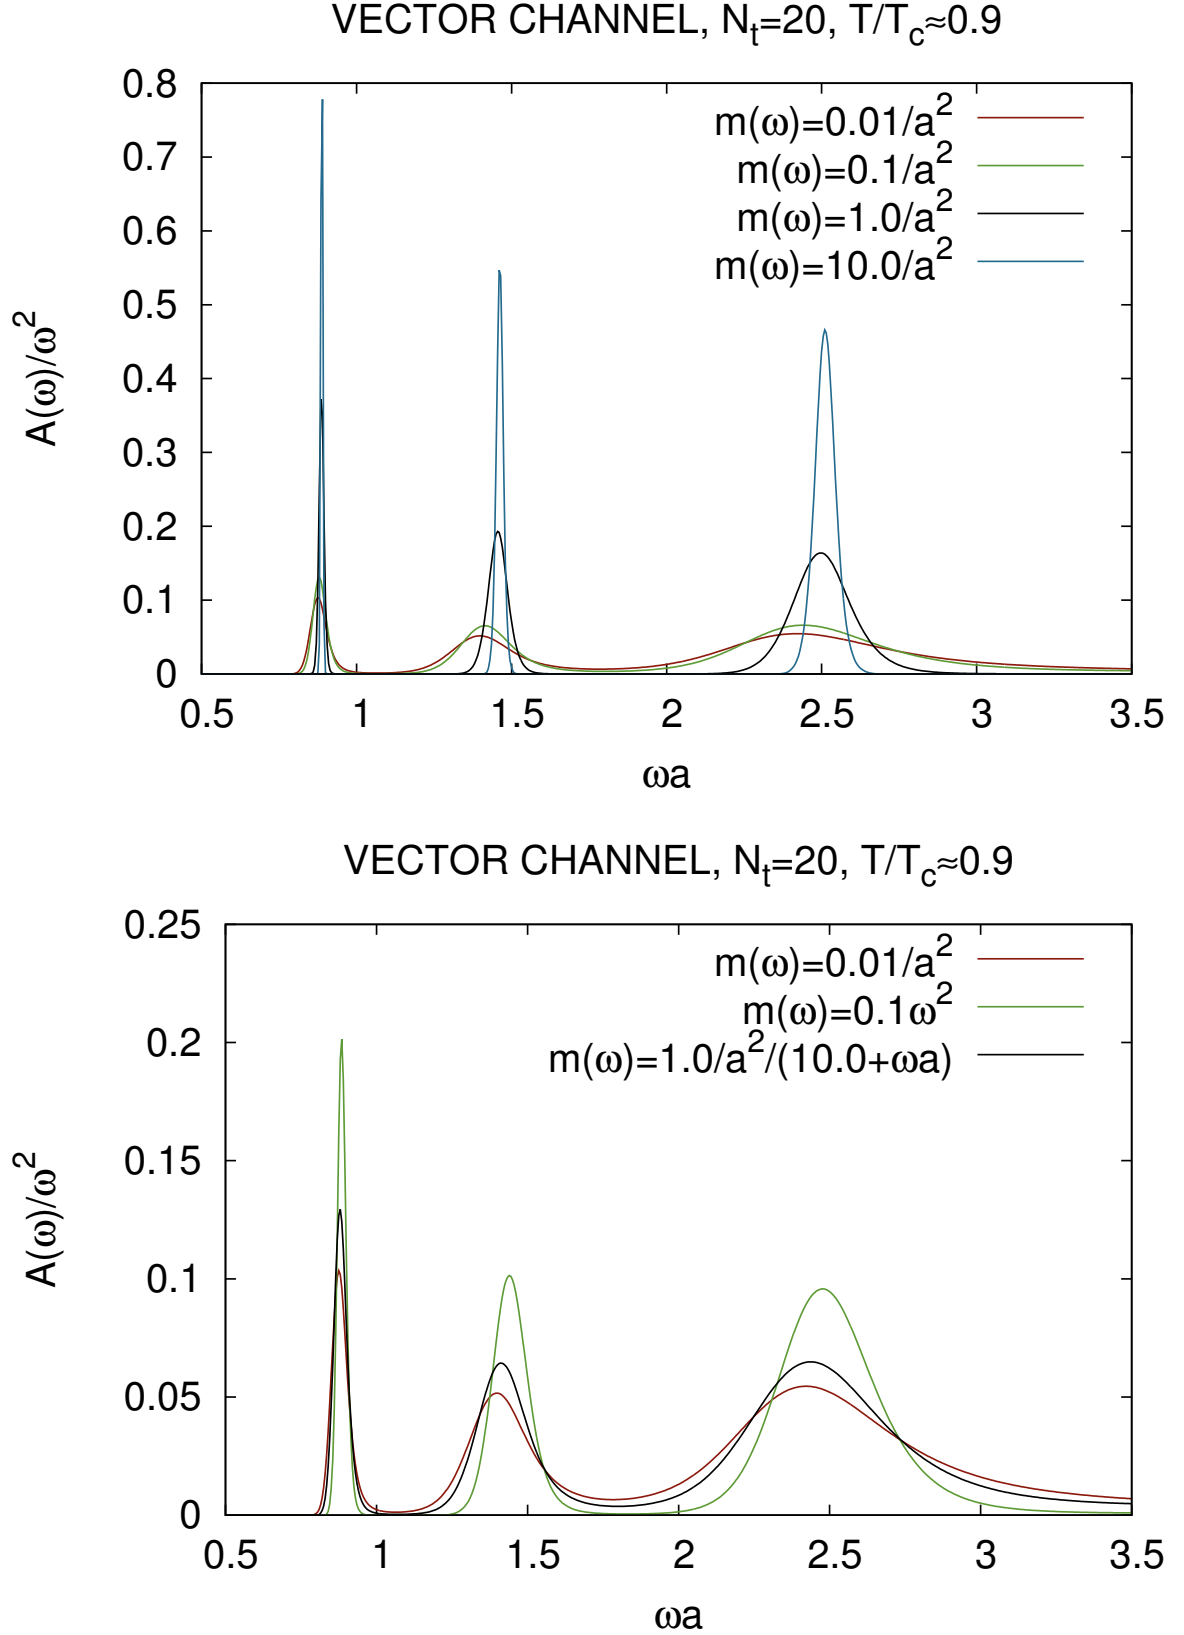 VECTOR CHANNEL, Nₜ=20, T/T_c≈0.9
0.8
0.7
0.6
0.5
0.4
0.3
0.2
0.1
0
A(ω)/ω²
m(ω)=0.01/a²
m(ω)=0.1/a²
m(ω)=1.0/a²
m(ω)=10.0/a²
0.5 1 1.5 2 2.5 3 3.5
ωa
VECTOR CHANNEL, Nₜ=20, T/T_c≈0.9
0.25
0.2
0.15
0.1
0.05
0
A(ω)/ω²
m(ω)=0.01/a²
m(ω)=0.1ω²
m(ω)=1.0/a²/(10.0+ωa)
0.5 1 1.5 2 2.5 3 3.5
ωa